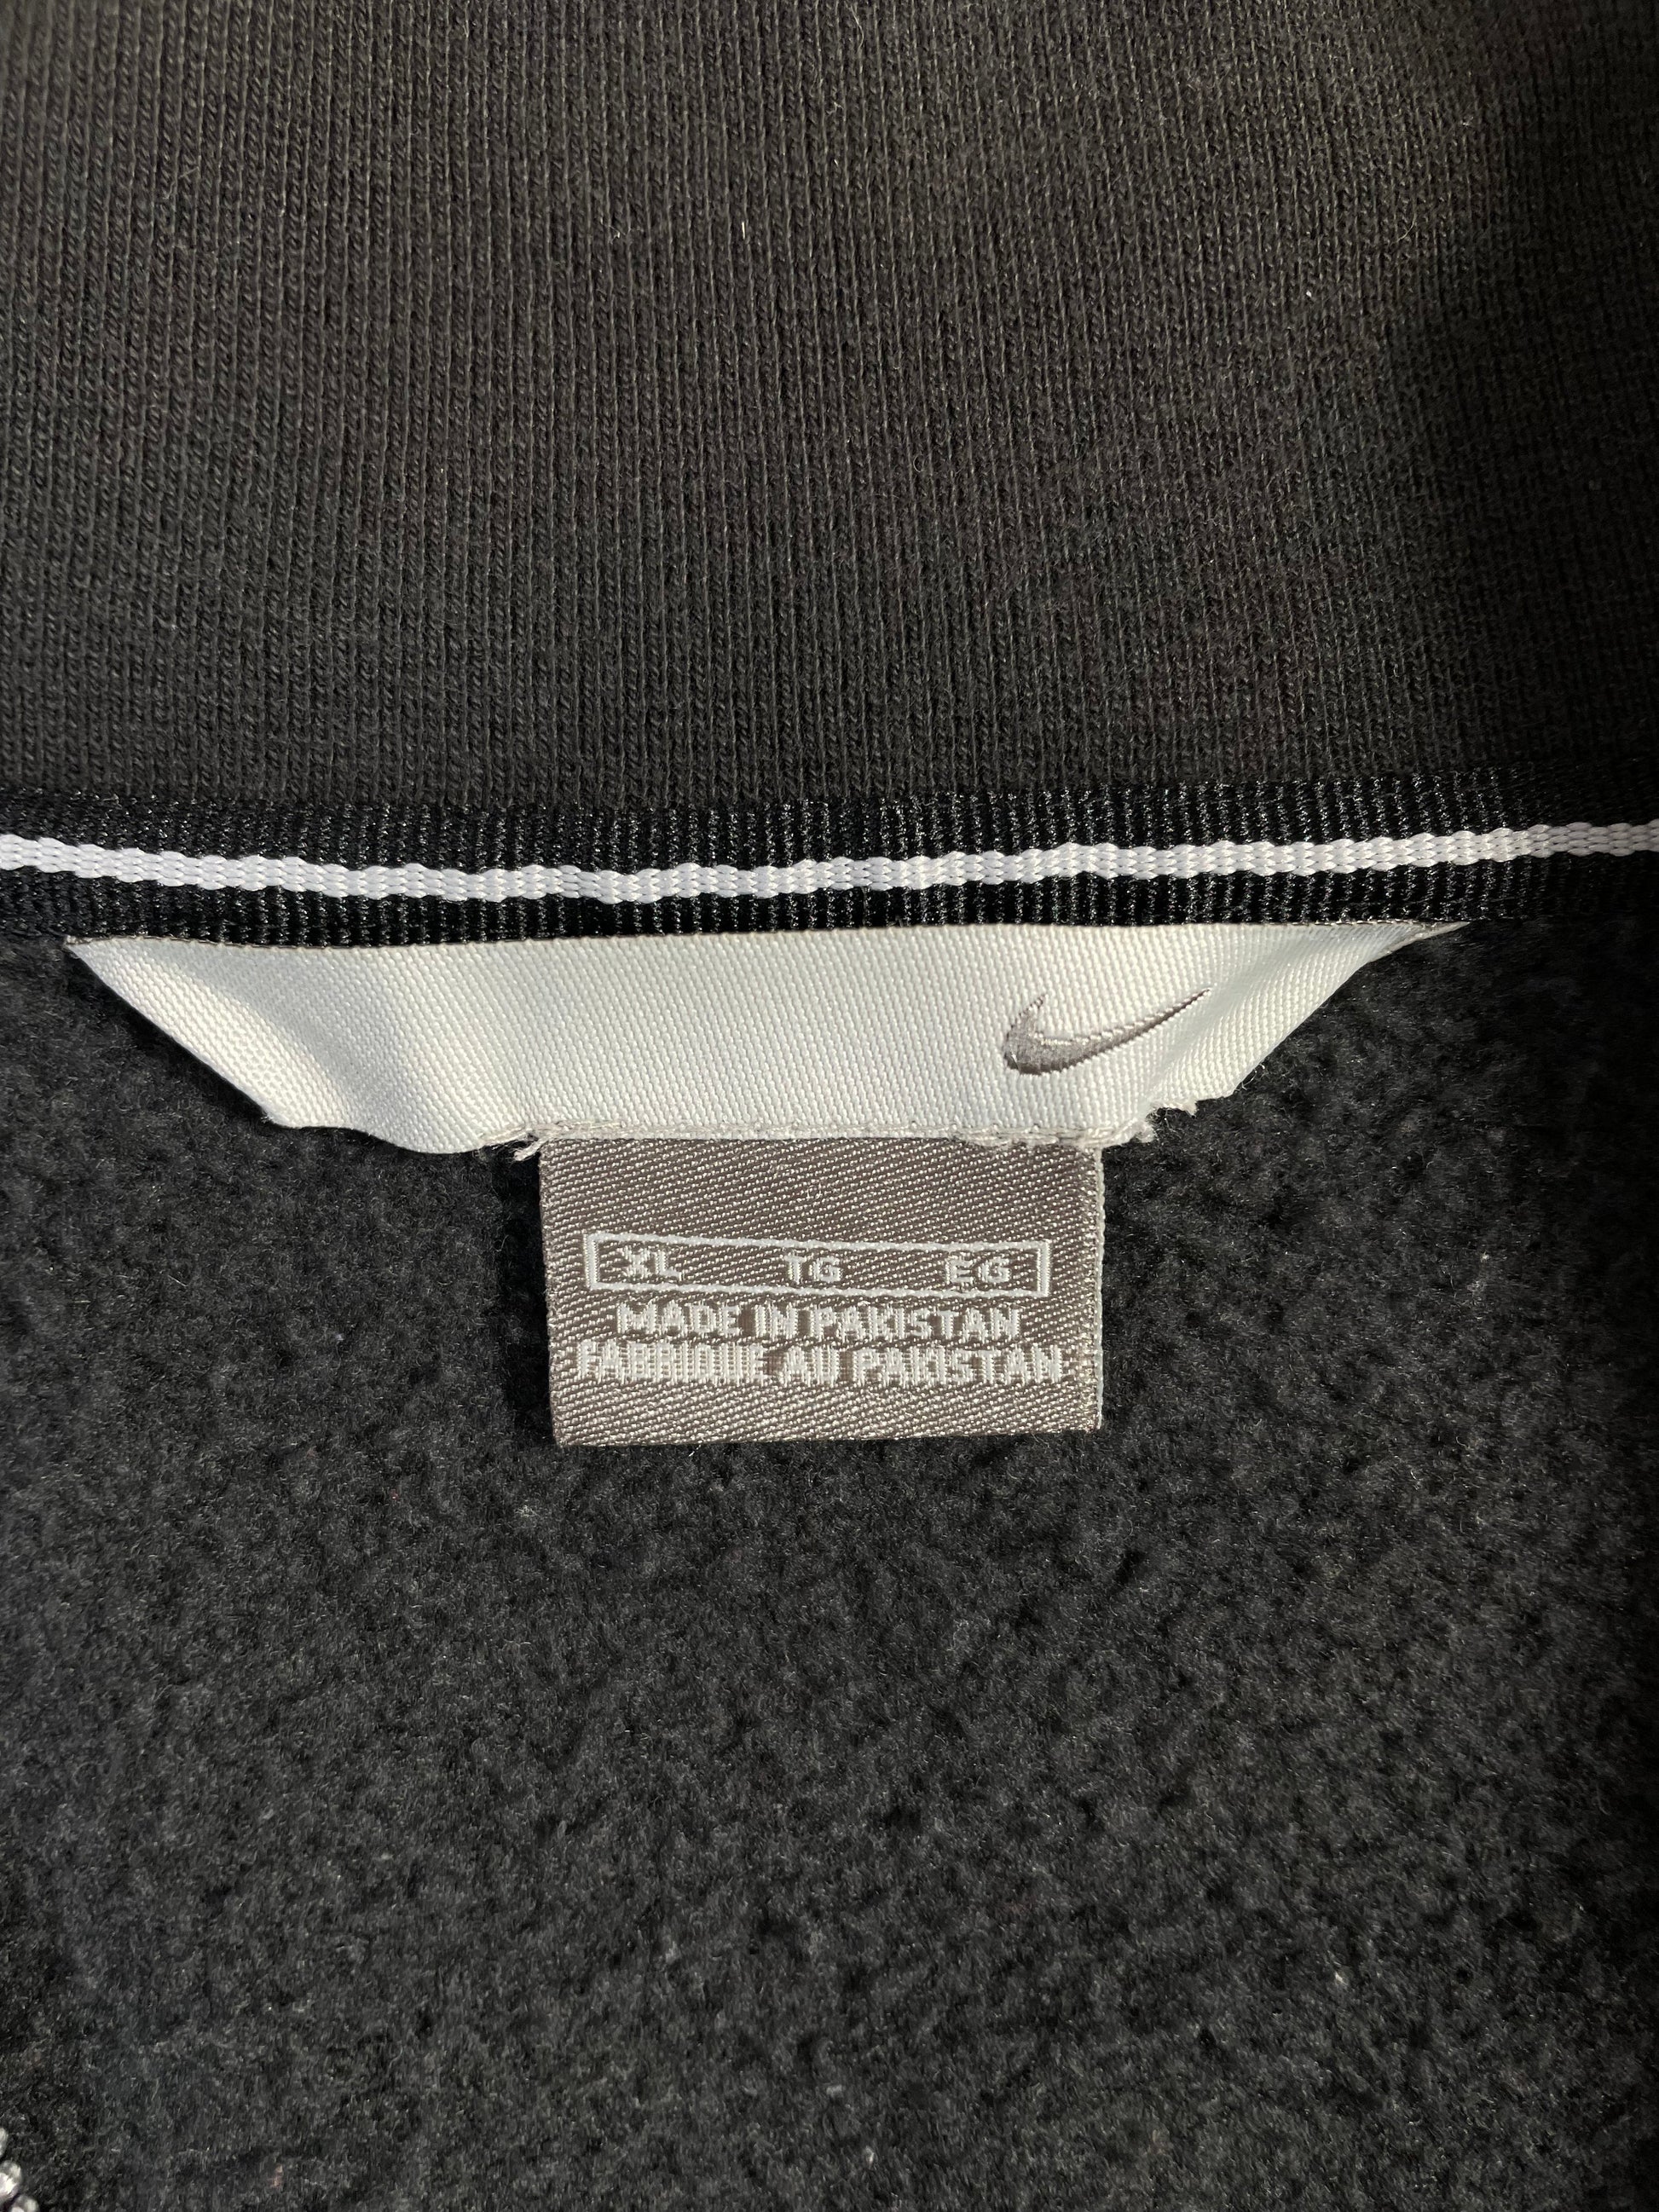 XL TG EG
MADE IN PAKISTAN
FABRIQUE AU PAKISTAN